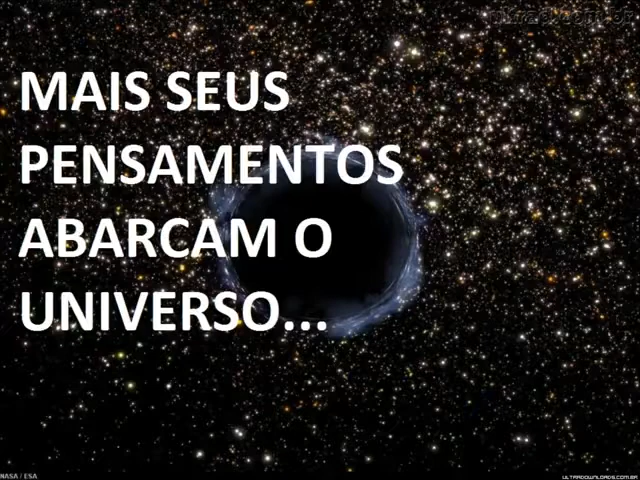 MAIS SEUS
PENSAMENTOS
ABARCAM O
UNIVERSO...
NASA / ESA
ULTRADOWNLOADS.COM.BR